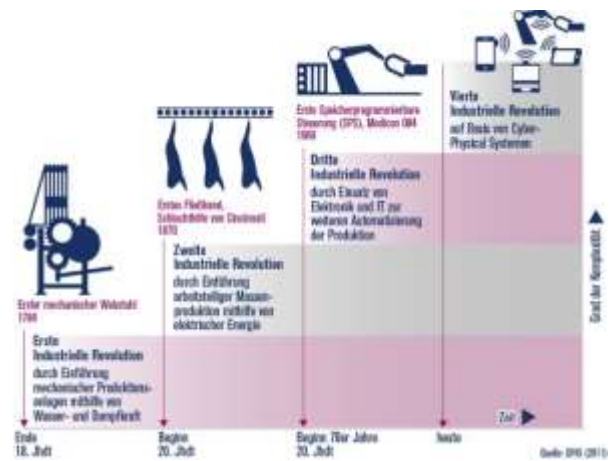 Erster mechanischer Webstuhl
1784
Erste
Industrielle Revolution
durch Einführung
mechanischer Produktions-
anlagen mithilfe von
Wasser- und Dampfkraft
Erstes Fließband,
Schlachthöfe von Cincinnati
1870
Zweite
Industrielle Revolution
durch Einführung
arbeitsteiliger Massen-
produktion mithilfe von
elektrischer Energie
Erste Speicherprogrammierbare
Steuerung (SPS), Modicon 084
1969
Dritte
Industrielle Revolution
durch Einsatz von
Elektronik und IT zur
weiteren Automatisierung
der Produktion
Vierte
Industrielle Revolution
auf Basis von Cyber-
Physical Systemen
Grad der Komplexität
Zeit
Ende
18. Jhdt
Beginn
20. Jhdt
Beginn 70er Jahre
20. Jhdt
heute
Quelle: (2011)